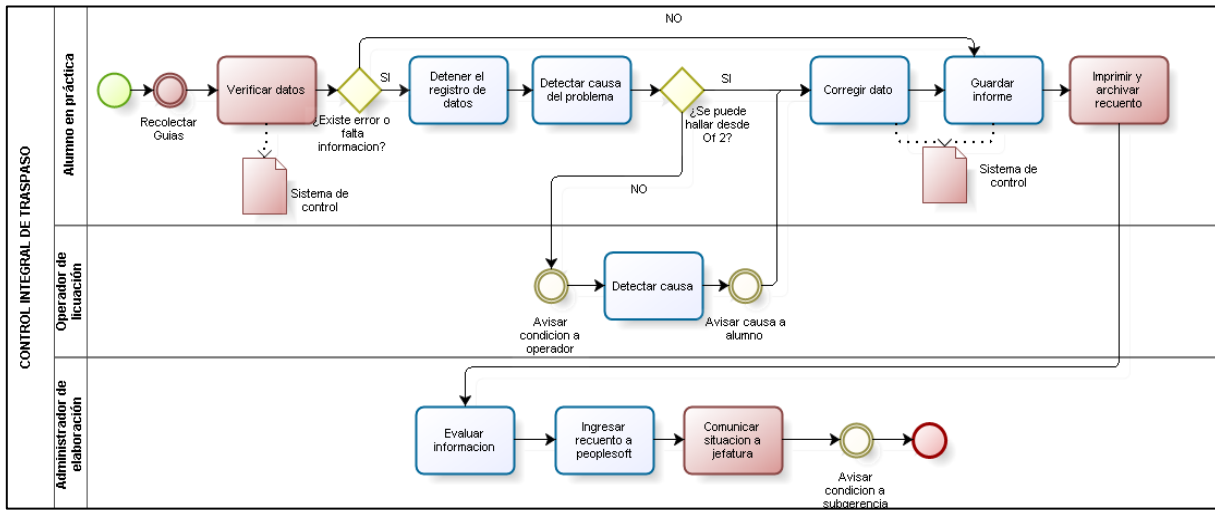 CONTROL INTEGRAL DE TRASPASO
Alumno en práctica
NO
Recolectar
Guias
Verificar datos
Sistema de
control
¿Existe error o
falta
informacion?
SI
Detener el
registro de
datos
Detectar causa
del problema
¿Se puede
hallar desde
Of 2?
SI
NO
Corregir dato
Guardar
informe
Sistema de
control
Imprimir y
archivar
recuento
Operador de
licuación
Avisar
condicion a
operador
Detectar causa
Avisar causa a
alumno
Administrador de
elaboración
Evaluar
informacion
Ingresar
recuento a
peoplesoft
Comunicar
situacion a
jefatura
Avisar
condicion a
subgerencia